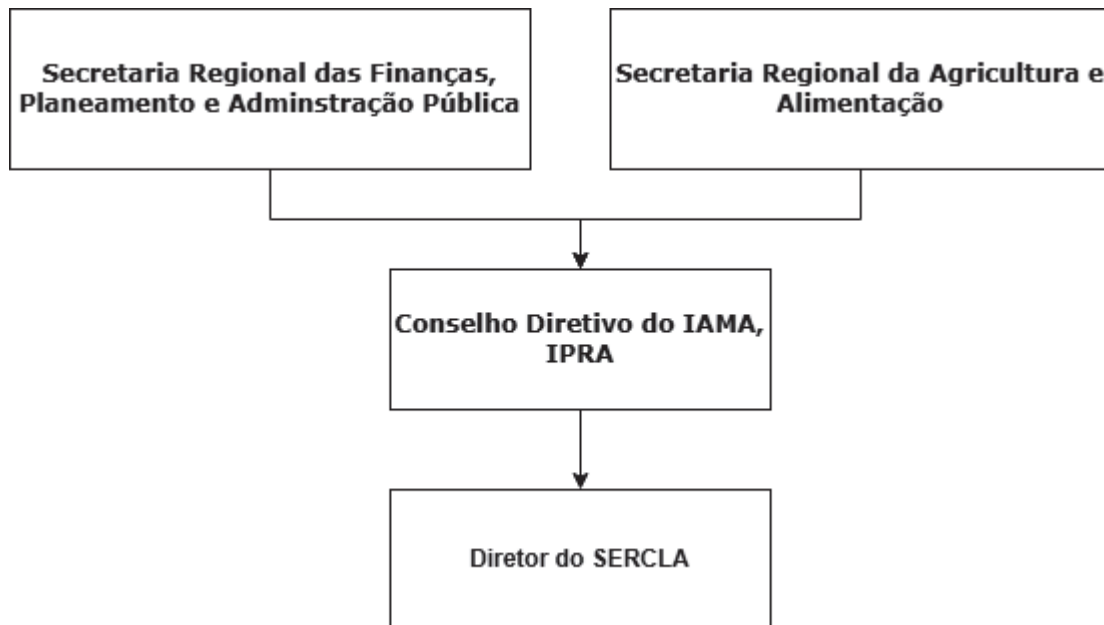 Secretaria Regional das Finanças,
Planeamento e Adminstração Pública
Secretaria Regional da Agricultura e
Alimentação
Conselho Diretivo do IAMA,
IPRA
Diretor do SERCLA